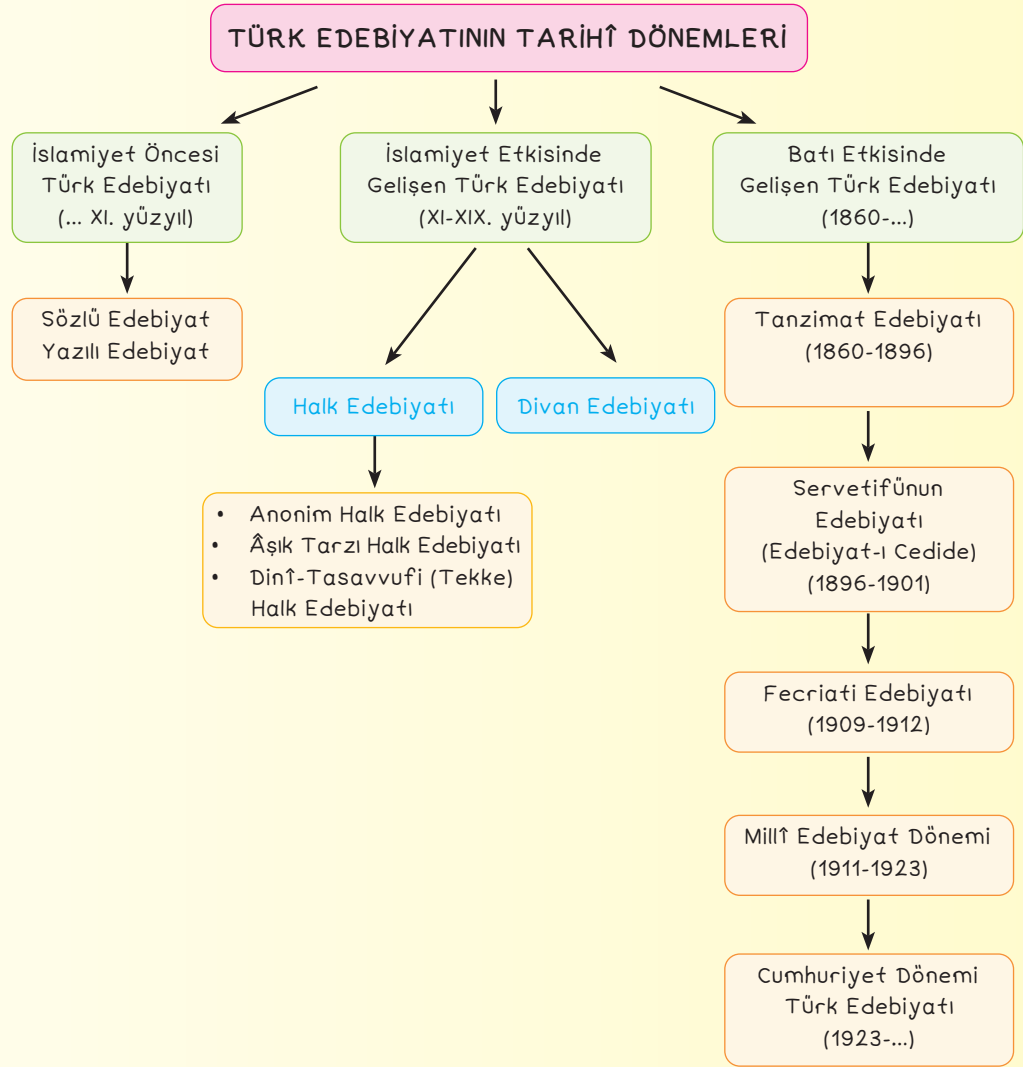 TÜRK EDEBİYATININ TARİHÎ DÖNEMLERİ
İslamiyet Öncesi
Türk Edebiyatı
(... XI. yüzyıl)
Sözlü Edebiyat
Yazılı Edebiyat
İslamiyet Etkisinde
Gelişen Türk Edebiyatı
(XI-XIX. yüzyıl)
Halk Edebiyatı
• Anonim Halk Edebiyatı
• Âşık Tarzı Halk Edebiyatı
• Dinî-Tasavvufi (Tekke)
Halk Edebiyatı
Divan Edebiyatı
Batı Etkisinde
Gelişen Türk Edebiyatı
(1860-...)
Tanzimat Edebiyatı
(1860-1896)
Servetifünun
Edebiyatı
(Edebiyat-ı Cedide)
(1896-1901)
Fecriati Edebiyatı
(1909-1912)
Millî Edebiyat Dönemi
(1911-1923)
Cumhuriyet Dönemi
Türk Edebiyatı
(1923-...)